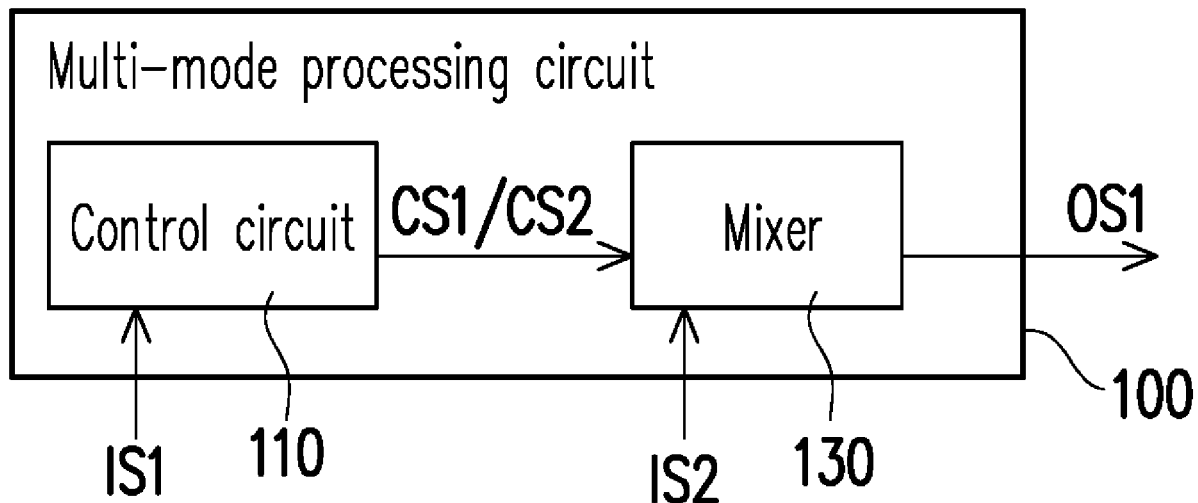 Multi-mode processing circuit
Control circuit
CS1/CS2
Mixer
OS1
100
IS1
110
IS2
130